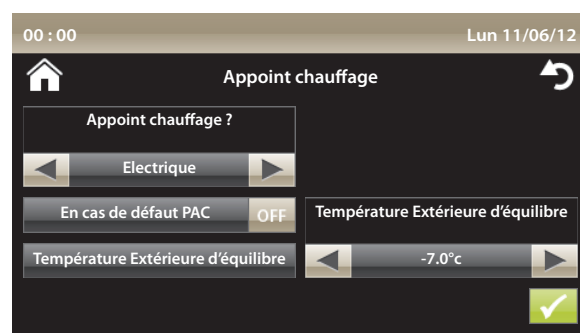 00 : 00 Lun 11/06/12
Appoint chauffage
Appoint chauffage ?
Electrique
En cas de défaut PAC OFF
Température Extérieure d'équilibre
Température Extérieure d'équilibre
-7.0°c